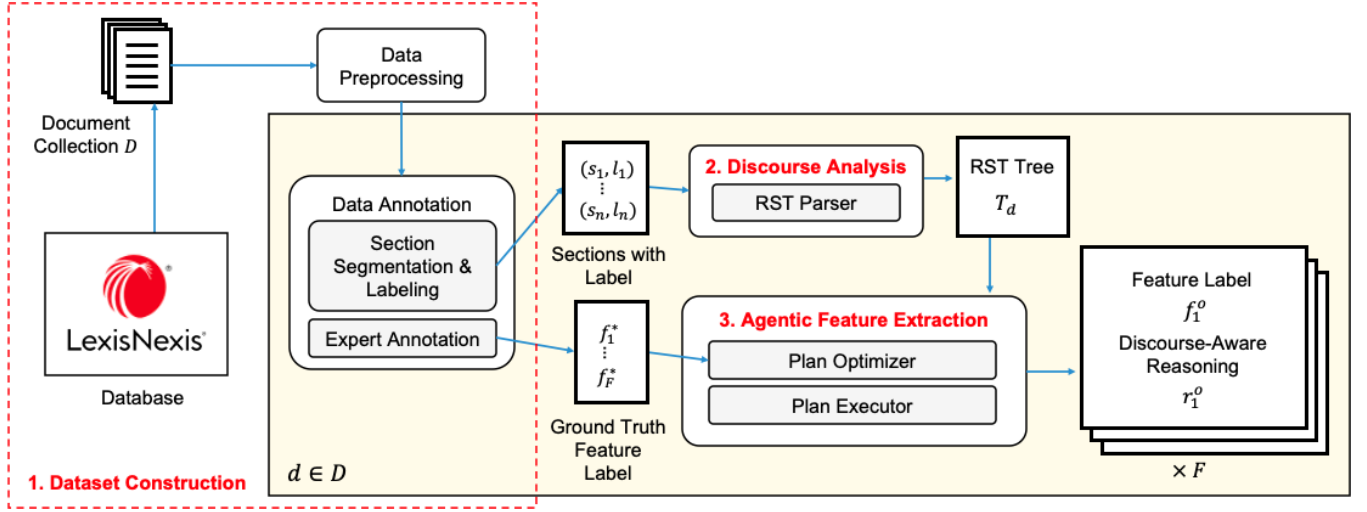 Document
Collection D
Data
Preprocessing
LexisNexis®
Database
1. Dataset Construction
Data Annotation
Section
Segmentation &
Labeling
Expert Annotation
d ∈ D
(s₁, l₁)
⋮
(sₙ, lₙ)
Sections with
Label
f₁*
⋮
f_F*
Ground Truth
Feature
Label
2. Discourse Analysis
RST Parser
RST Tree
T_d
3. Agentic Feature Extraction
Plan Optimizer
Plan Executor
Feature Label
f₁ᵒ
Discourse-Aware
Reasoning
r₁ᵒ
× F